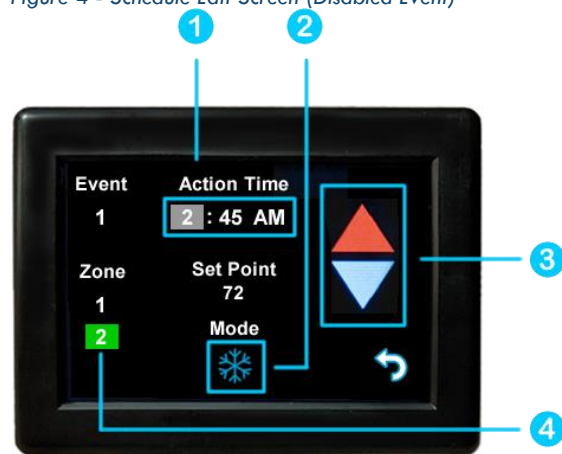 Figure 4 - Schedule Edit Screen (Disabled Event)
1
2
Event
Action Time
1
2 : 45 AM
3
Zone
Set Point
1
72
2
Mode
4